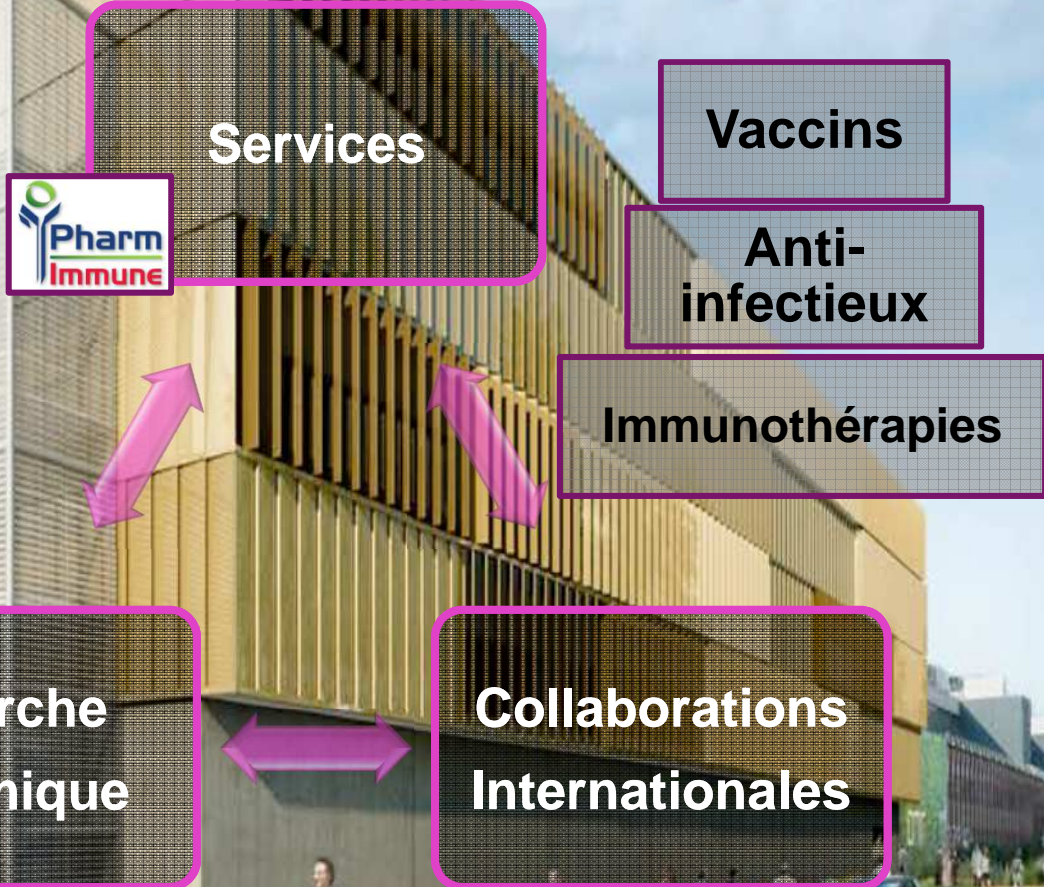 Services
Pharm
Immune
Vaccins
Anti-
infectieux
Immunothérapies
rche
nique
Collaborations
Internationales